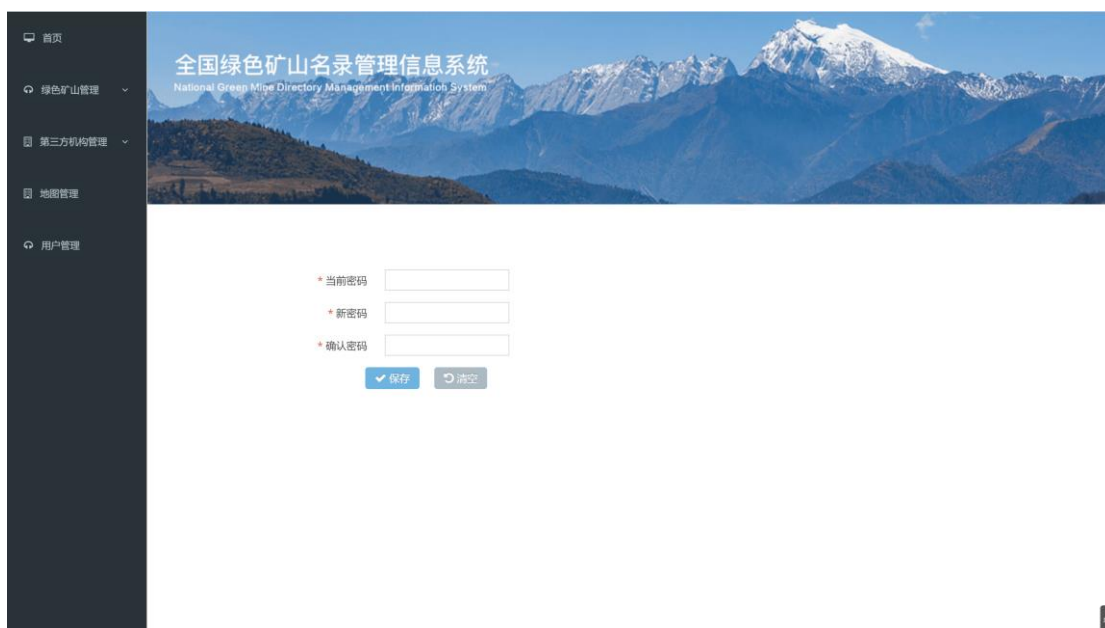 首页
绿色矿山管理
第三方机构管理
地图管理
用户管理
全国绿色矿山名录管理信息系统
National Green Mine Directory Management Information System
* 当前密码
* 新密码
* 确认密码
保存 清空